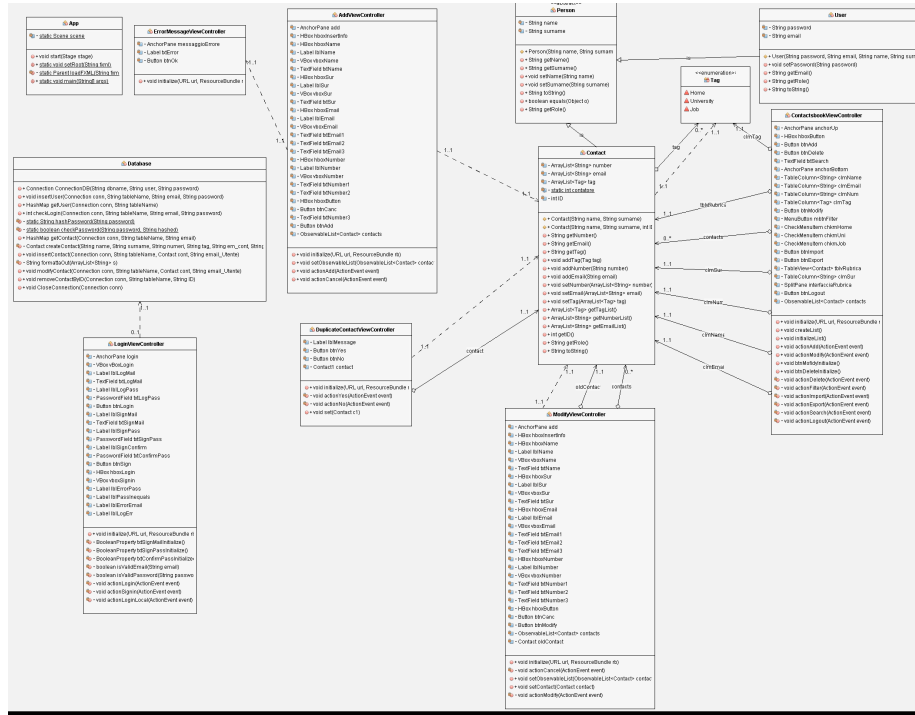 App
- static Scene scene
+ void start(Stage stage)
+ static void setRoot(String fxml)
- static Parent loadFXML(String fxm
+ static void main(String[] args)
ErrorMessageViewController
- AnchorPane messaggioErrore
- Label txtError
- Button btnOk
+ void initialize(URL url, ResourceBundle
AddViewController
- AnchorPane add
- HBox hboxInsertInfo
- HBox hboxName
- Label lblName
- VBox vboxName
- TextField txtName
- HBox hboxSur
- Label lblSur
- VBox vboxSur
- TextField txtSur
- HBox hboxEmail
- Label lblEmail
- VBox vboxEmail
- TextField txtEmail1
- TextField txtEmail2
- TextField txtEmail3
- HBox hboxNumber
- Label lblNumber
- VBox vboxNumber
- TextField txtNumber1
- TextField txtNumber2
- HBox hboxButton
- Button btnCanc
- TextField txtNumber3
- Button btnAdd
- ObservableList<Contact> contacts
+ void initialize(URL url, ResourceBundle rb)
+ void setObservableList(ObservableList<Contact> contac
- void actionAdd(ActionEvent event)
- void actionCancel(ActionEvent event)
Person
- String name
- String surname
+ Person(String name, String surnam
+ String getName()
+ String getSurname()
+ void setName(String name)
+ void setSurname(String surname)
+ String toString()
+ boolean equals(Object o)
+ String getRole()
User
- String password
- String email
+ User(String password, String email, String name, String surname)
+ void setPassword(String password)
+ String getEmail()
+ String getRole()
+ String toString()
<<enumeration>>
Tag
Home
University
Job
Contact
- ArrayList<String> number
- ArrayList<String> email
- ArrayList<Tag> tag
- static int contatore
- int ID
+ Contact(String name, String surname)
+ Contact(String name, String surname, int I
+ String getNumber()
+ String getEmail()
+ String getTag()
+ void addTag(Tag tag)
+ void addNumber(String number)
+ void addEmail(String email)
+ void setNumber(ArrayList<String> number
+ void setEmail(ArrayList<String> email)
+ void setTag(ArrayList<Tag> tag)
+ ArrayList<Tag> getTagList()
+ ArrayList<String> getNumberList()
+ ArrayList<String> getEmailList()
+ int getID()
+ String getRole()
+ String toString()
ContactsbookViewController
- AnchorPane anchorUp
- HBox hboxButton
- Button btnAdd
- Button btnDelete
- TextField txtSearch
- AnchorPane anchorBottom
- TableColumn<String> clmName
- TableColumn<String> clmEmail
- TableColumn<String> clmNum
- TableColumn<Tag> clmTag
- Button btnModify
- MenuButton mbtnFilter
- CheckMenuItem chkmHome
- CheckMenuItem chkmUni
- CheckMenuItem chkmJob
- Button btnImport
- Button btnExport
- TableView<Contact> tblvRubrica
- TableColumn<String> clmSur
- SplitPane interfacciaRubrica
- Button btnLogout
- ObservableList<Contact> contacts
+ void initialize(URL url, ResourceBundle r
- void createList()
+ void initializeList()
- void actionAdd(ActionEvent event)
- void actionModify(ActionEvent event)
+ void btnModifyInitialize()
+ void btnDeleteInitialize()
- void actionDelete(ActionEvent event)
- void actionFilter(ActionEvent event)
- void actionImport(ActionEvent event)
- void actionExport(ActionEvent event)
- void actionSearch(ActionEvent event)
- void actionLogout(ActionEvent event)
Database
+ Connection ConnectionDB(String dbname, String user, String password)
+ void insertUser(Connection conn, String tableName, String email, String password)
+ HashMap getUser(Connection conn, String tableName)
+ int checkLogin(Connection conn, String tableName, String email, String password)
- static String hashPassword(String password)
- static boolean checkPassword(String password, String hashed)
+ HashMap getContact(Connection conn, String tableName, String email)
- Contact createContact(String name, String surname, String numeri, String tag, String em_cont, String
+ void insertContact(Connection conn, String tableName, Contact cont, String email_Utente)
- String formattaOut(ArrayList<String> s)
+ void modifyContact(Connection conn, String tableName, Contact cont, String email_Utente)
+ void removeContactById(Connection conn, String tableName, String ID)
+ void CloseConnection(Connection conn)
LoginViewController
- AnchorPane login
- VBox vBoxLogin
- Label lblLogMail
- TextField txtLogMail
- Label lblLogPass
- PasswordField txtLogPass
- Button btnLogin
- Label lblSignMail
- TextField txtSignMail
- Label lblSignPass
- PasswordField txtSignPass
- Label lblSignConfirm
- PasswordField txtConfirmPass
- Button btnSign
- HBox hboxLogin
- VBox vboxSignin
- Label lblErrorPass
- Label lblPassInequals
- Label lblErrorEmail
- Label lblLogErr
+ void initialize(URL url, ResourceBundle rl
- BooleanProperty txtSignMailInitialize()
- BooleanProperty txtSignPassInitialize()
- BooleanProperty txtConfirmPassInitialize
- boolean isValidEmail(String email)
- boolean isValidPassword(String passwo
- void actionLogin(ActionEvent event)
- void actionSignin(ActionEvent event)
- void actionLoginLocal(ActionEvent event)
DuplicateContactViewController
- Label lblMessage
- Button btnYes
- Button btnNo
- Contact1 contact
+ void initialize(URL url, ResourceBundle r
- void actionYes(ActionEvent event)
- void actionNo(ActionEvent event)
+ void set(Contact c1)
ModifyViewController
- AnchorPane add
- HBox hboxInsertInfo
- HBox hboxName
- Label lblName
- VBox vboxName
- TextField txtName
- HBox hboxSur
- Label lblSur
- VBox vboxSur
- TextField txtSur
- HBox hboxEmail
- Label lblEmail
- VBox vboxEmail
- TextField txtEmail1
- TextField txtEmail2
- TextField txtEmail3
- HBox hboxNumber
- Label lblNumber
- VBox vboxNumber
- TextField txtNumber1
- TextField txtNumber2
- TextField txtNumber3
- HBox hboxButton
- Button btnCanc
- Button btnModify
- ObservableList<Contact> contacts
- Contact oldContact
+ void initialize(URL url, ResourceBundle rb)
- void actionCancel(ActionEvent event)
+ void setObservableList(ObservableList<Contact> contac
+ void setContact(Contact contact)
- void actionModify(ActionEvent event)
tag
0..*
1..1
clmTag
tblvRubrica
contacts
clmSur
clmNum
clmName
clmEmail
contact
oldContac
contacts
0..1